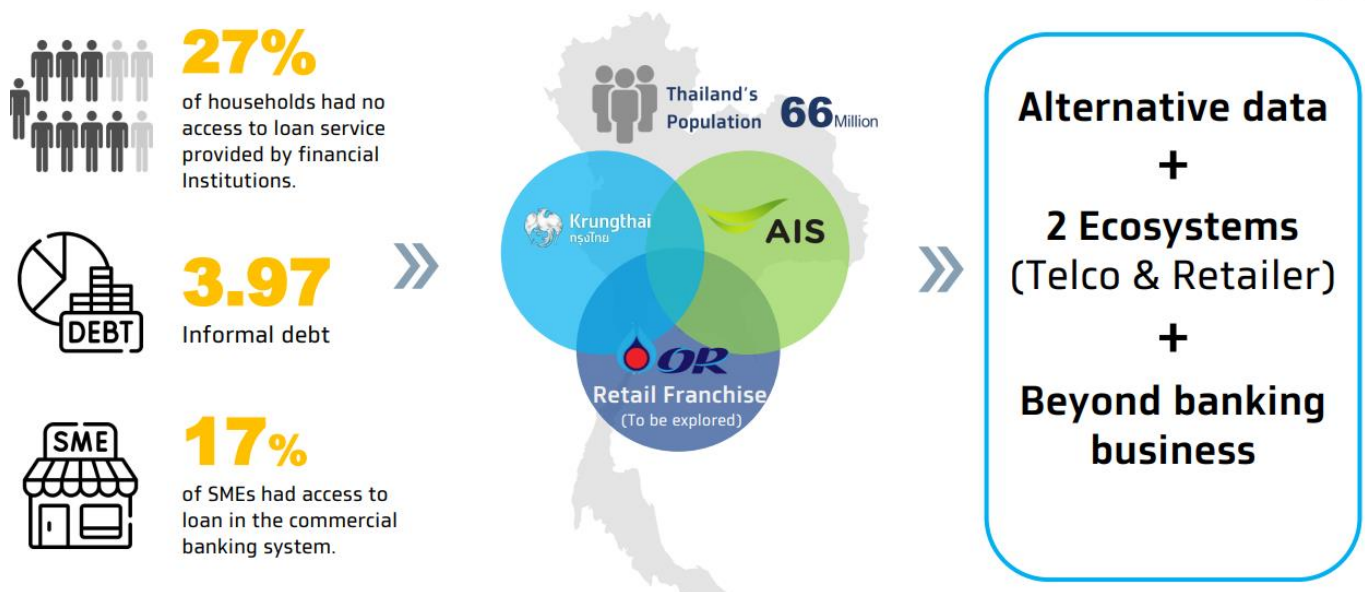 27%
of households had no
access to loan service
provided by financial
Institutions.
DEBT
3.97
Informal debt
SME
17%
of SMEs had access to
loan in the commercial
banking system.
Thailand's
Population 66 Million
Krungthai
กรุงไทย
AIS
OR
Retail Franchise
(To be explored)
Alternative data
+
2 Ecosystems
(Telco & Retailer)
+
Beyond banking
business